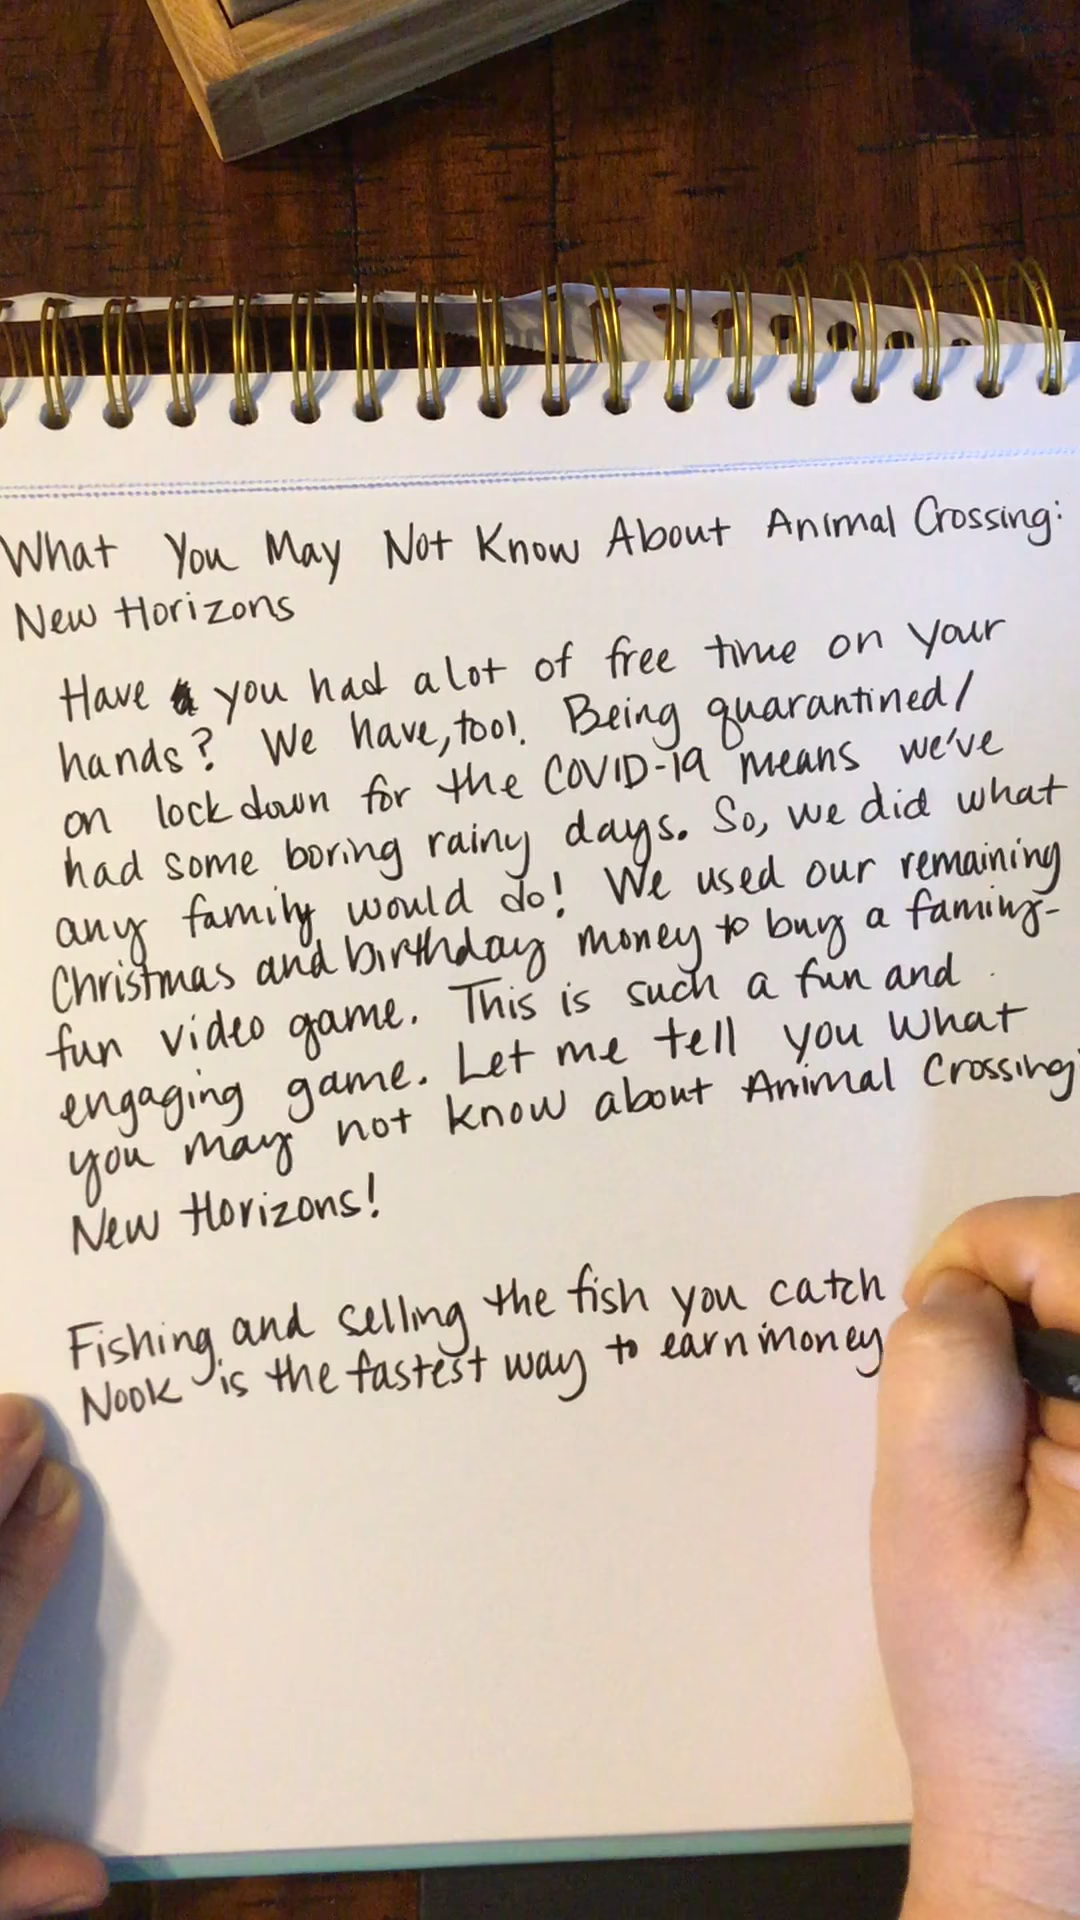 What You May Not Know About Animal Crossing:
New Horizons
Have you had a lot of free time on your
hands? We have, too! Being quarantined/
on lockdown for the COVID-19 means we've
had some boring rainy days. So, we did what
any family would do! We used our remaining
Christmas and birthday money to buy a faming-
fun video game. This is such a fun and
engaging game. Let me tell you what
you may not know about Animal Crossing
New Horizons!
Fishing and selling the fish you catch
Nook is the fastest way to earn money